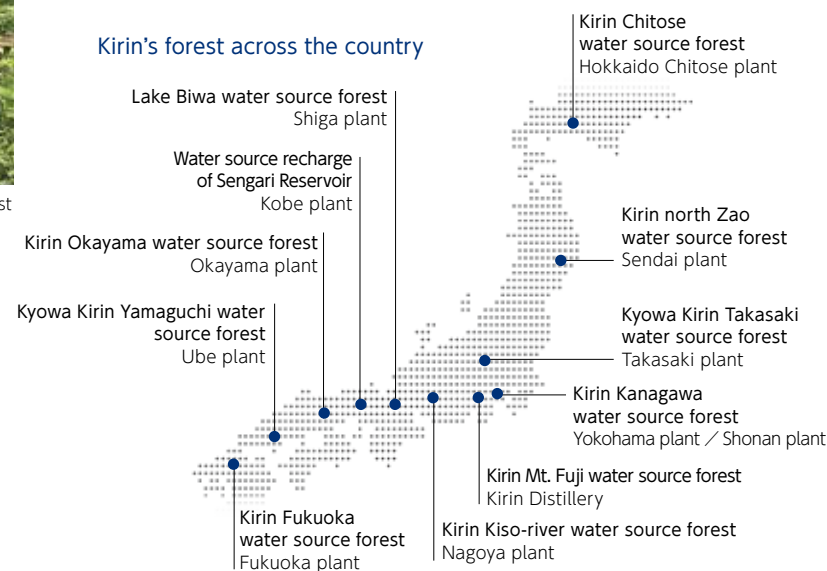 Kirin's forest across the country
Kirin Chitose
water source forest
Hokkaido Chitose plant
Lake Biwa water source forest
Shiga plant
Water source recharge
of Sengari Reservoir
Kobe plant
st
Kirin north Zao
water source forest
Sendai plant
Kirin Okayama water source forest
Okayama plant
Kyowa Kirin Yamaguchi water
source forest
Ube plant
Kyowa Kirin Takasaki
water source forest
Takasaki plant
Kirin Kanagawa
water source forest
Yokohama plant ／ Shonan plant
Kirin Mt. Fuji water source forest
Kirin Distillery
Kirin Kiso-river water source forest
Nagoya plant
Kirin Fukuoka
water source forest
Fukuoka plant